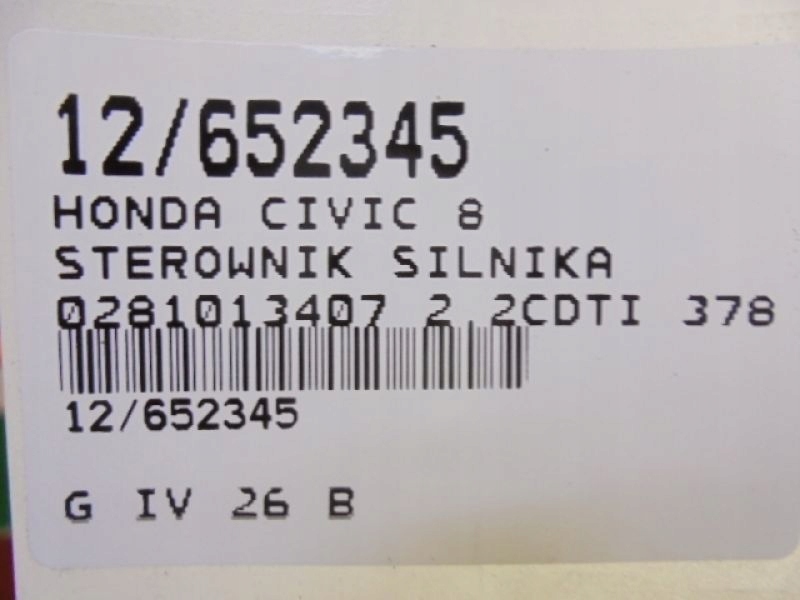 12/652345
HONDA CIVIC 8
STEROWNIK SILNIKA
0281013407 2,2CDTI 378
12/652345
G IV 26 B